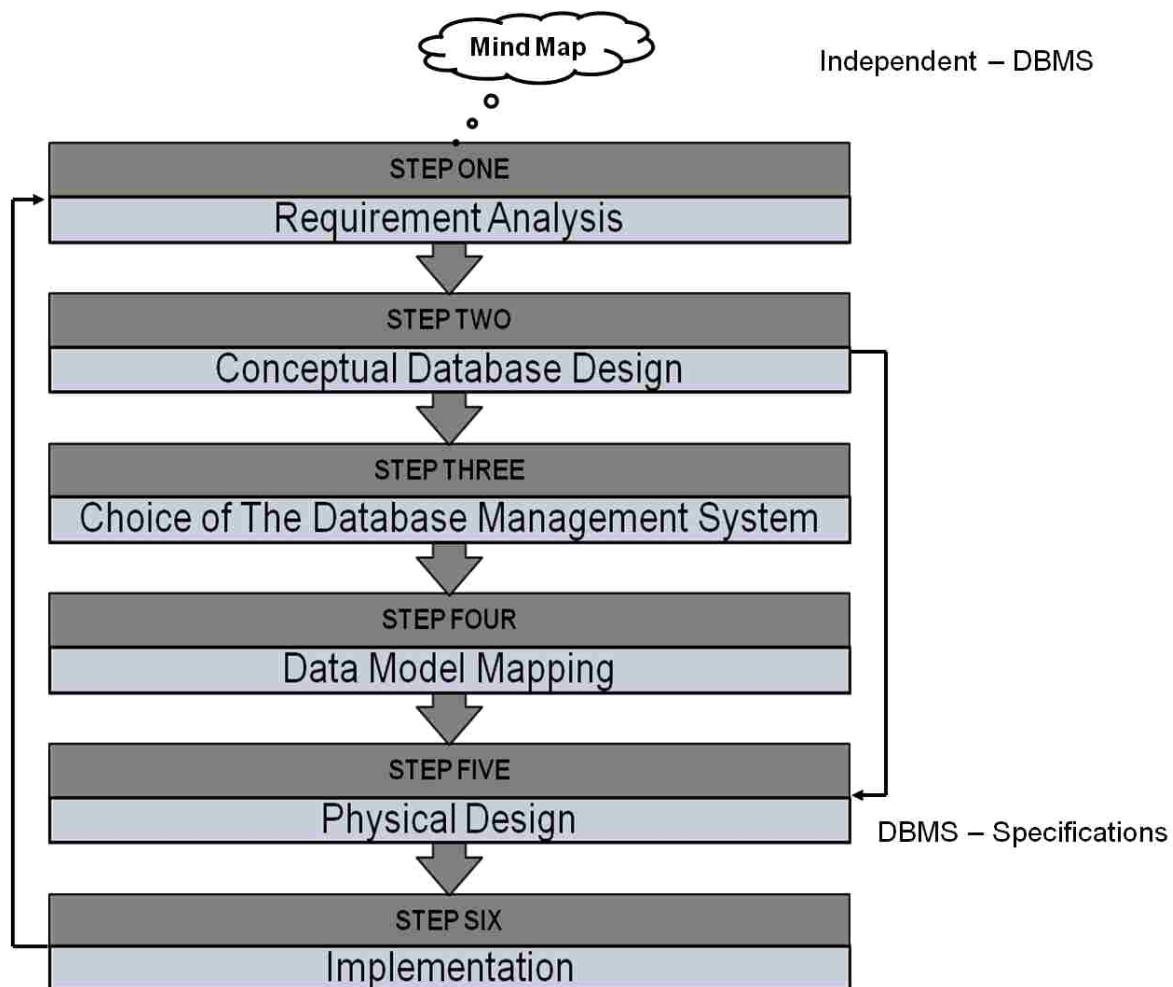 Mind Map
Independent – DBMS
STEP ONE
Requirement Analysis
STEP TWO
Conceptual Database Design
STEP THREE
Choice of The Database Management System
STEP FOUR
Data Model Mapping
STEP FIVE
Physical Design
DBMS – Specifications
STEP SIX
Implementation